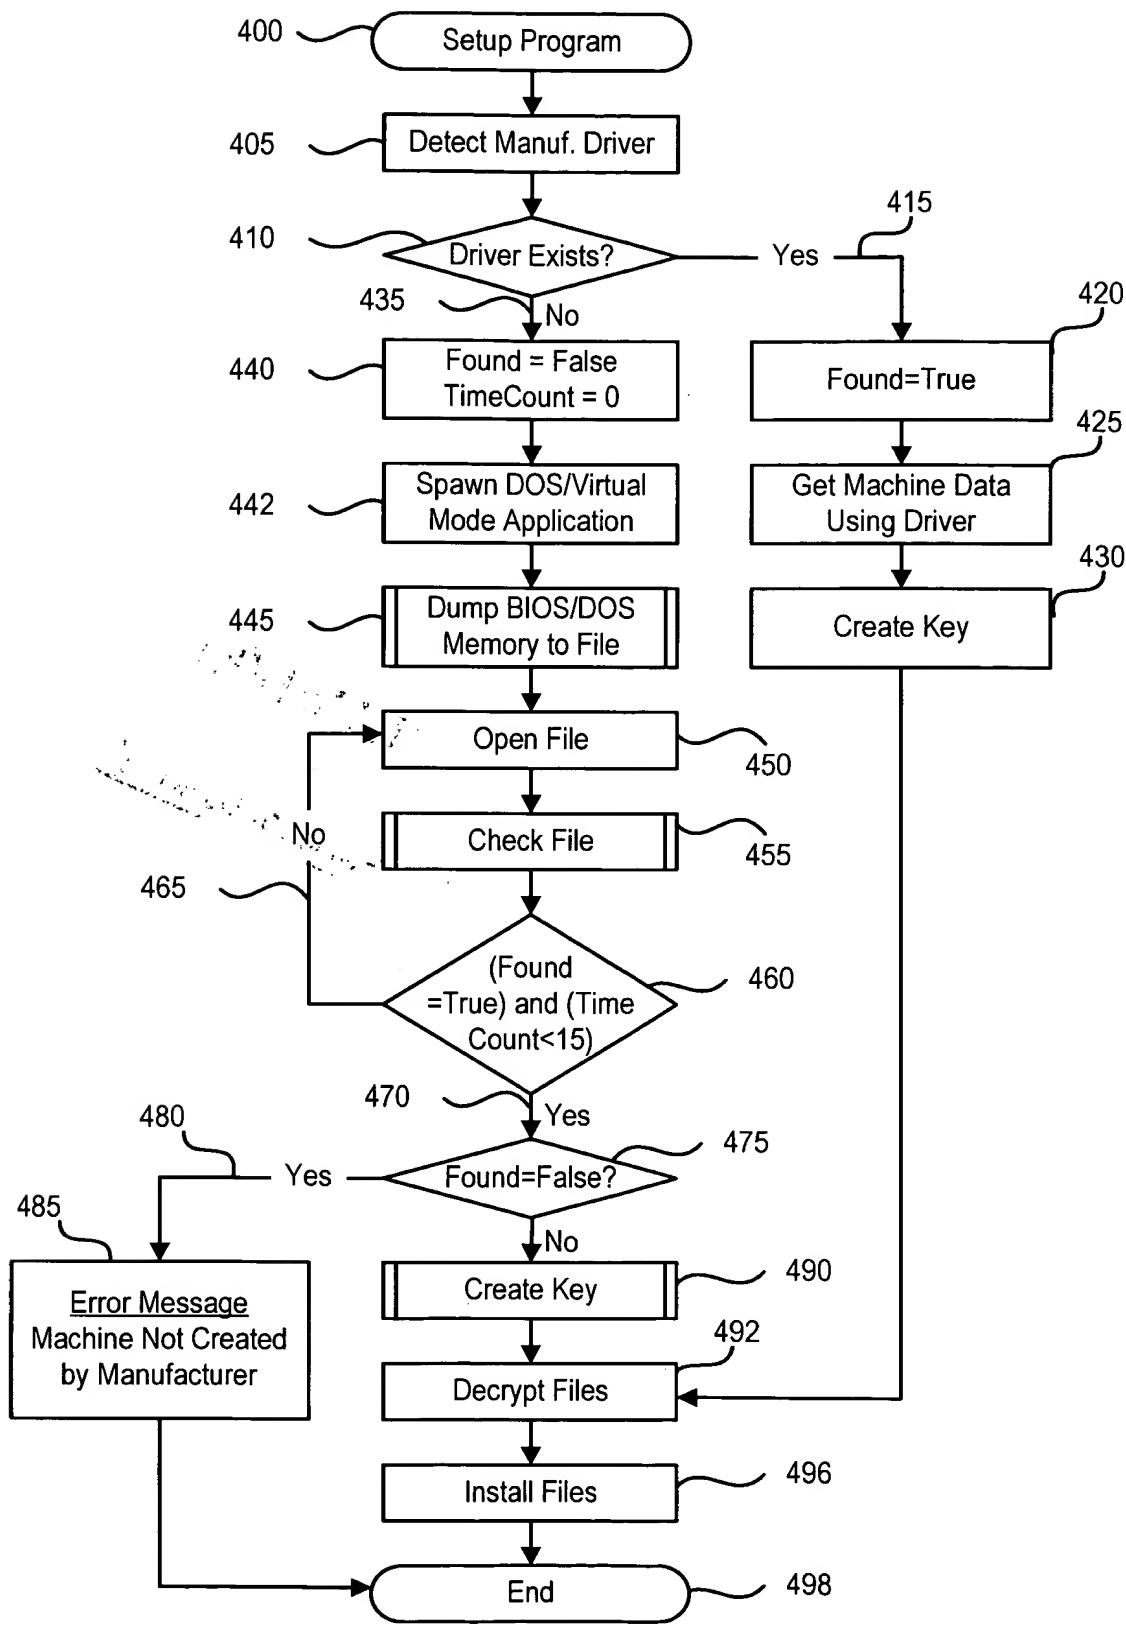 400
Setup Program
405
Detect Manuf. Driver
410
Driver Exists?
Yes
415
435
No
420
Found=True
440
Found = False
TimeCount = 0
425
Get Machine Data
Using Driver
442
Spawn DOS/Virtual
Mode Application
430
Create Key
445
Dump BIOS/DOS
Memory to File
Open File
450
No
Check File
455
465
(Found
=True) and (Time
Count<15)
460
470
Yes
480
Yes
Found=False?
475
485
No
Error Message
Machine Not Created
by Manufacturer
Create Key
490
492
Decrypt Files
Install Files
496
End
498